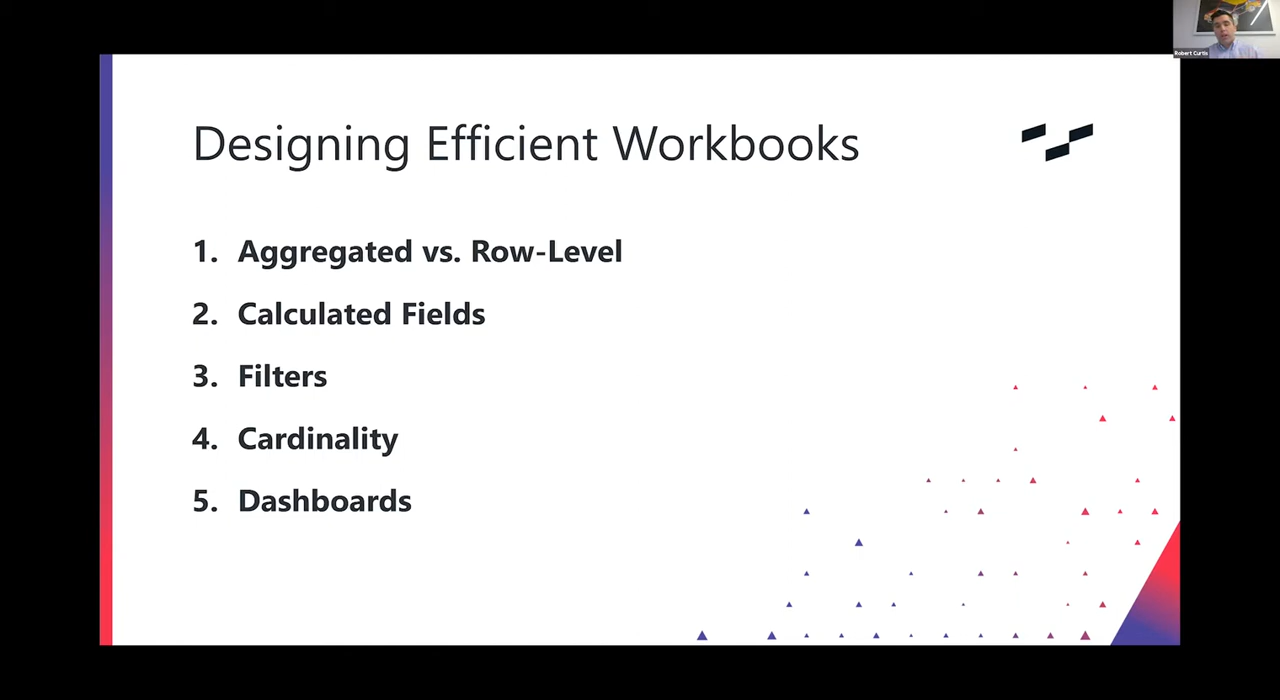 Robert Curtis
Designing Efficient Workbooks
1. Aggregated vs. Row-Level
2. Calculated Fields
3. Filters
4. Cardinality
5. Dashboards